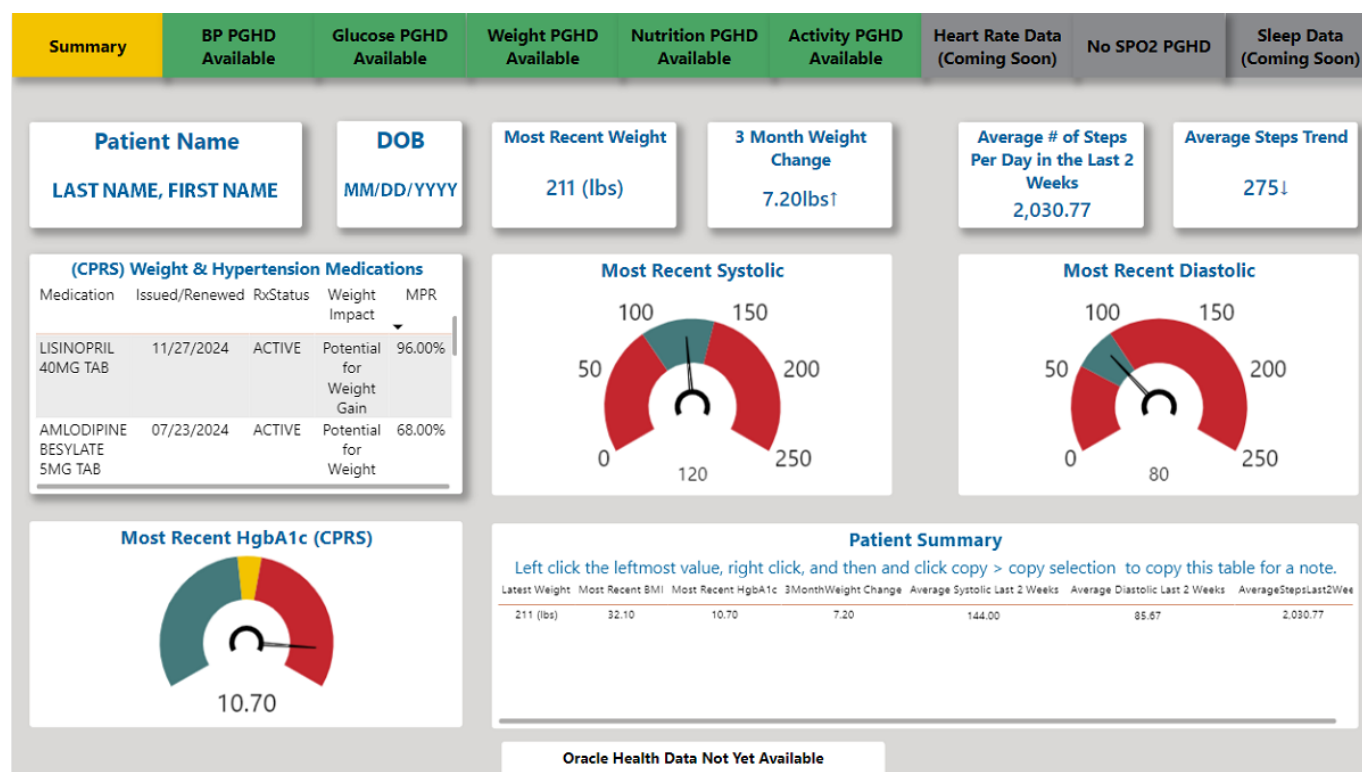 Summary
BP PGHD
Available
Glucose PGHD
Available
Weight PGHD
Available
Nutrition PGHD
Available
Activity PGHD
Available
Heart Rate Data
(Coming Soon)
No SPO2 PGHD
Sleep Data
(Coming Soon)
Patient Name
LAST NAME, FIRST NAME
DOB
MM/DD/YYYY
Most Recent Weight
211 (lbs)
3 Month Weight
Change
7.20lbs↑
Average # of Steps
Per Day in the Last 2
Weeks
2,030.77
Average Steps Trend
275↓
(CPRS) Weight & Hypertension Medications
Medication Issued/Renewed RxStatus Weight Impact MPR
LISINOPRIL 40MG TAB 11/27/2024 ACTIVE Potential for Weight Gain 96.00%
AMLODIPINE BESYLATE 5MG TAB 07/23/2024 ACTIVE Potential for Weight 68.00%
Most Recent Systolic
100 150
50 200
0 250
120
Most Recent Diastolic
100 150
50 200
0 250
80
Most Recent HgbA1c (CPRS)
10.70
Patient Summary
Left click the leftmost value, right click, and then and click copy > copy selection to copy this table for a note.
Latest Weight Most Recent BMI Most Recent HgbA1c 3MonthWeight Change Average Systolic Last 2 Weeks Average Diastolic Last 2 Weeks AverageStepsLast2Wee
211 (lbs) 32.10 10.70 7.20 144.00 85.67 2,030.77
Oracle Health Data Not Yet Available